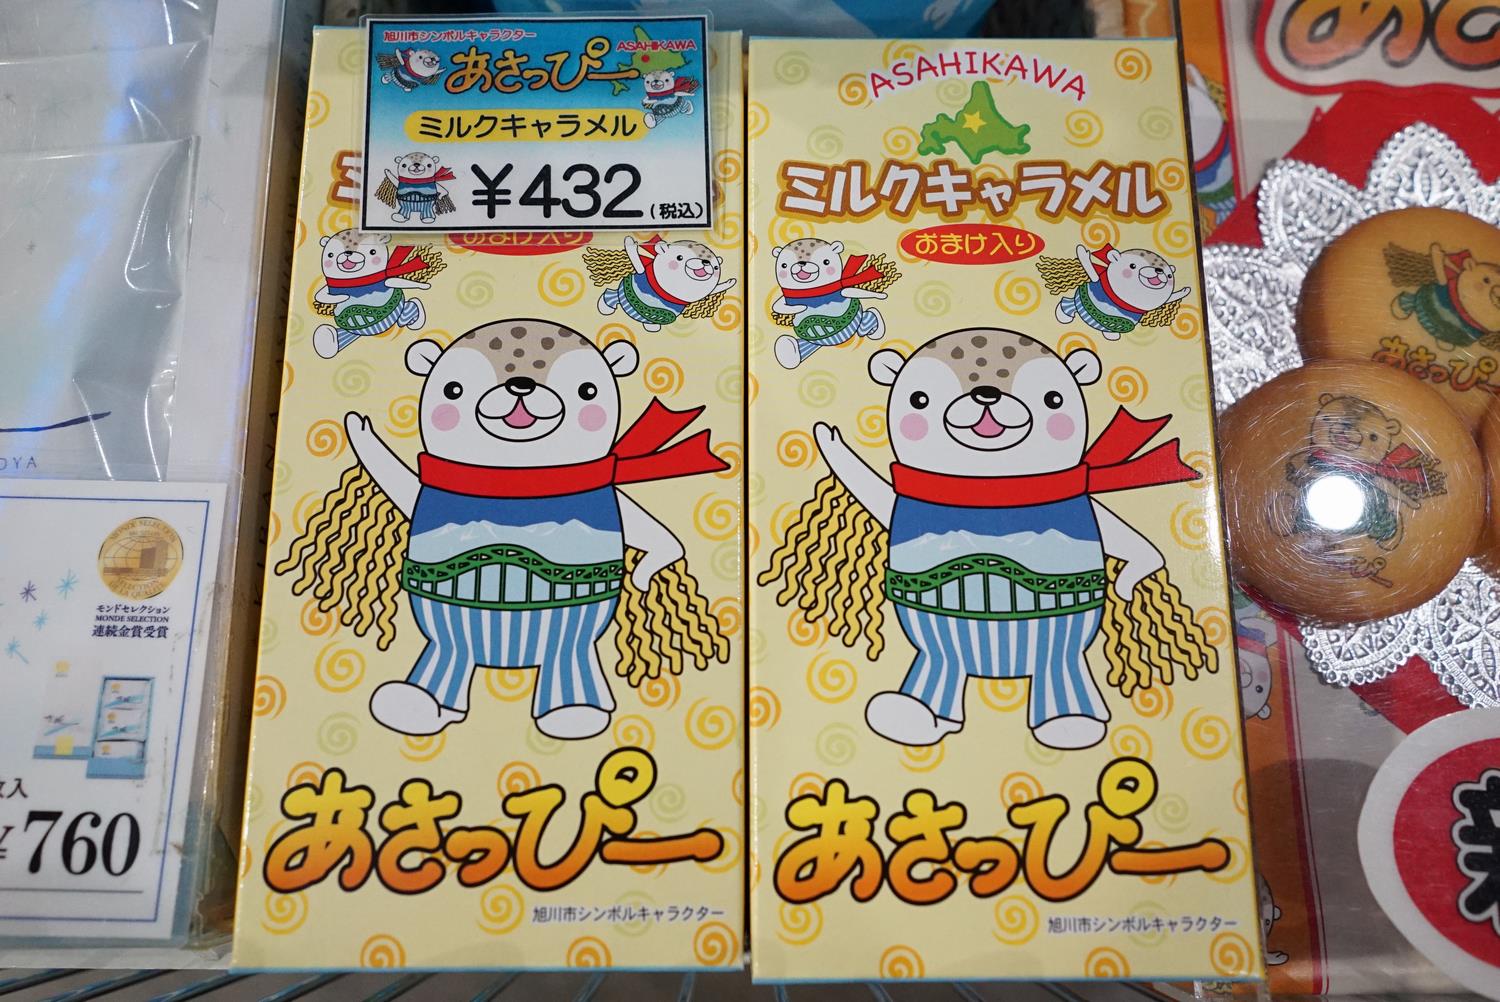 旭川市シンボルキャラクター
あさっぴー
ASAHIKAWA
ミルクキャラメル
¥432(税込)
おまけ入り
あさっぴー
旭川市シンボルキャラクター
ASAHIKAWA
ミルクキャラメル
おまけ入り
あさっぴー
旭川市シンボルキャラクター
OYA
MONDE SELECTION
モンドセレクション
MONDE SELECTION
連続金賞受賞
枚入
¥760
あさっぴー